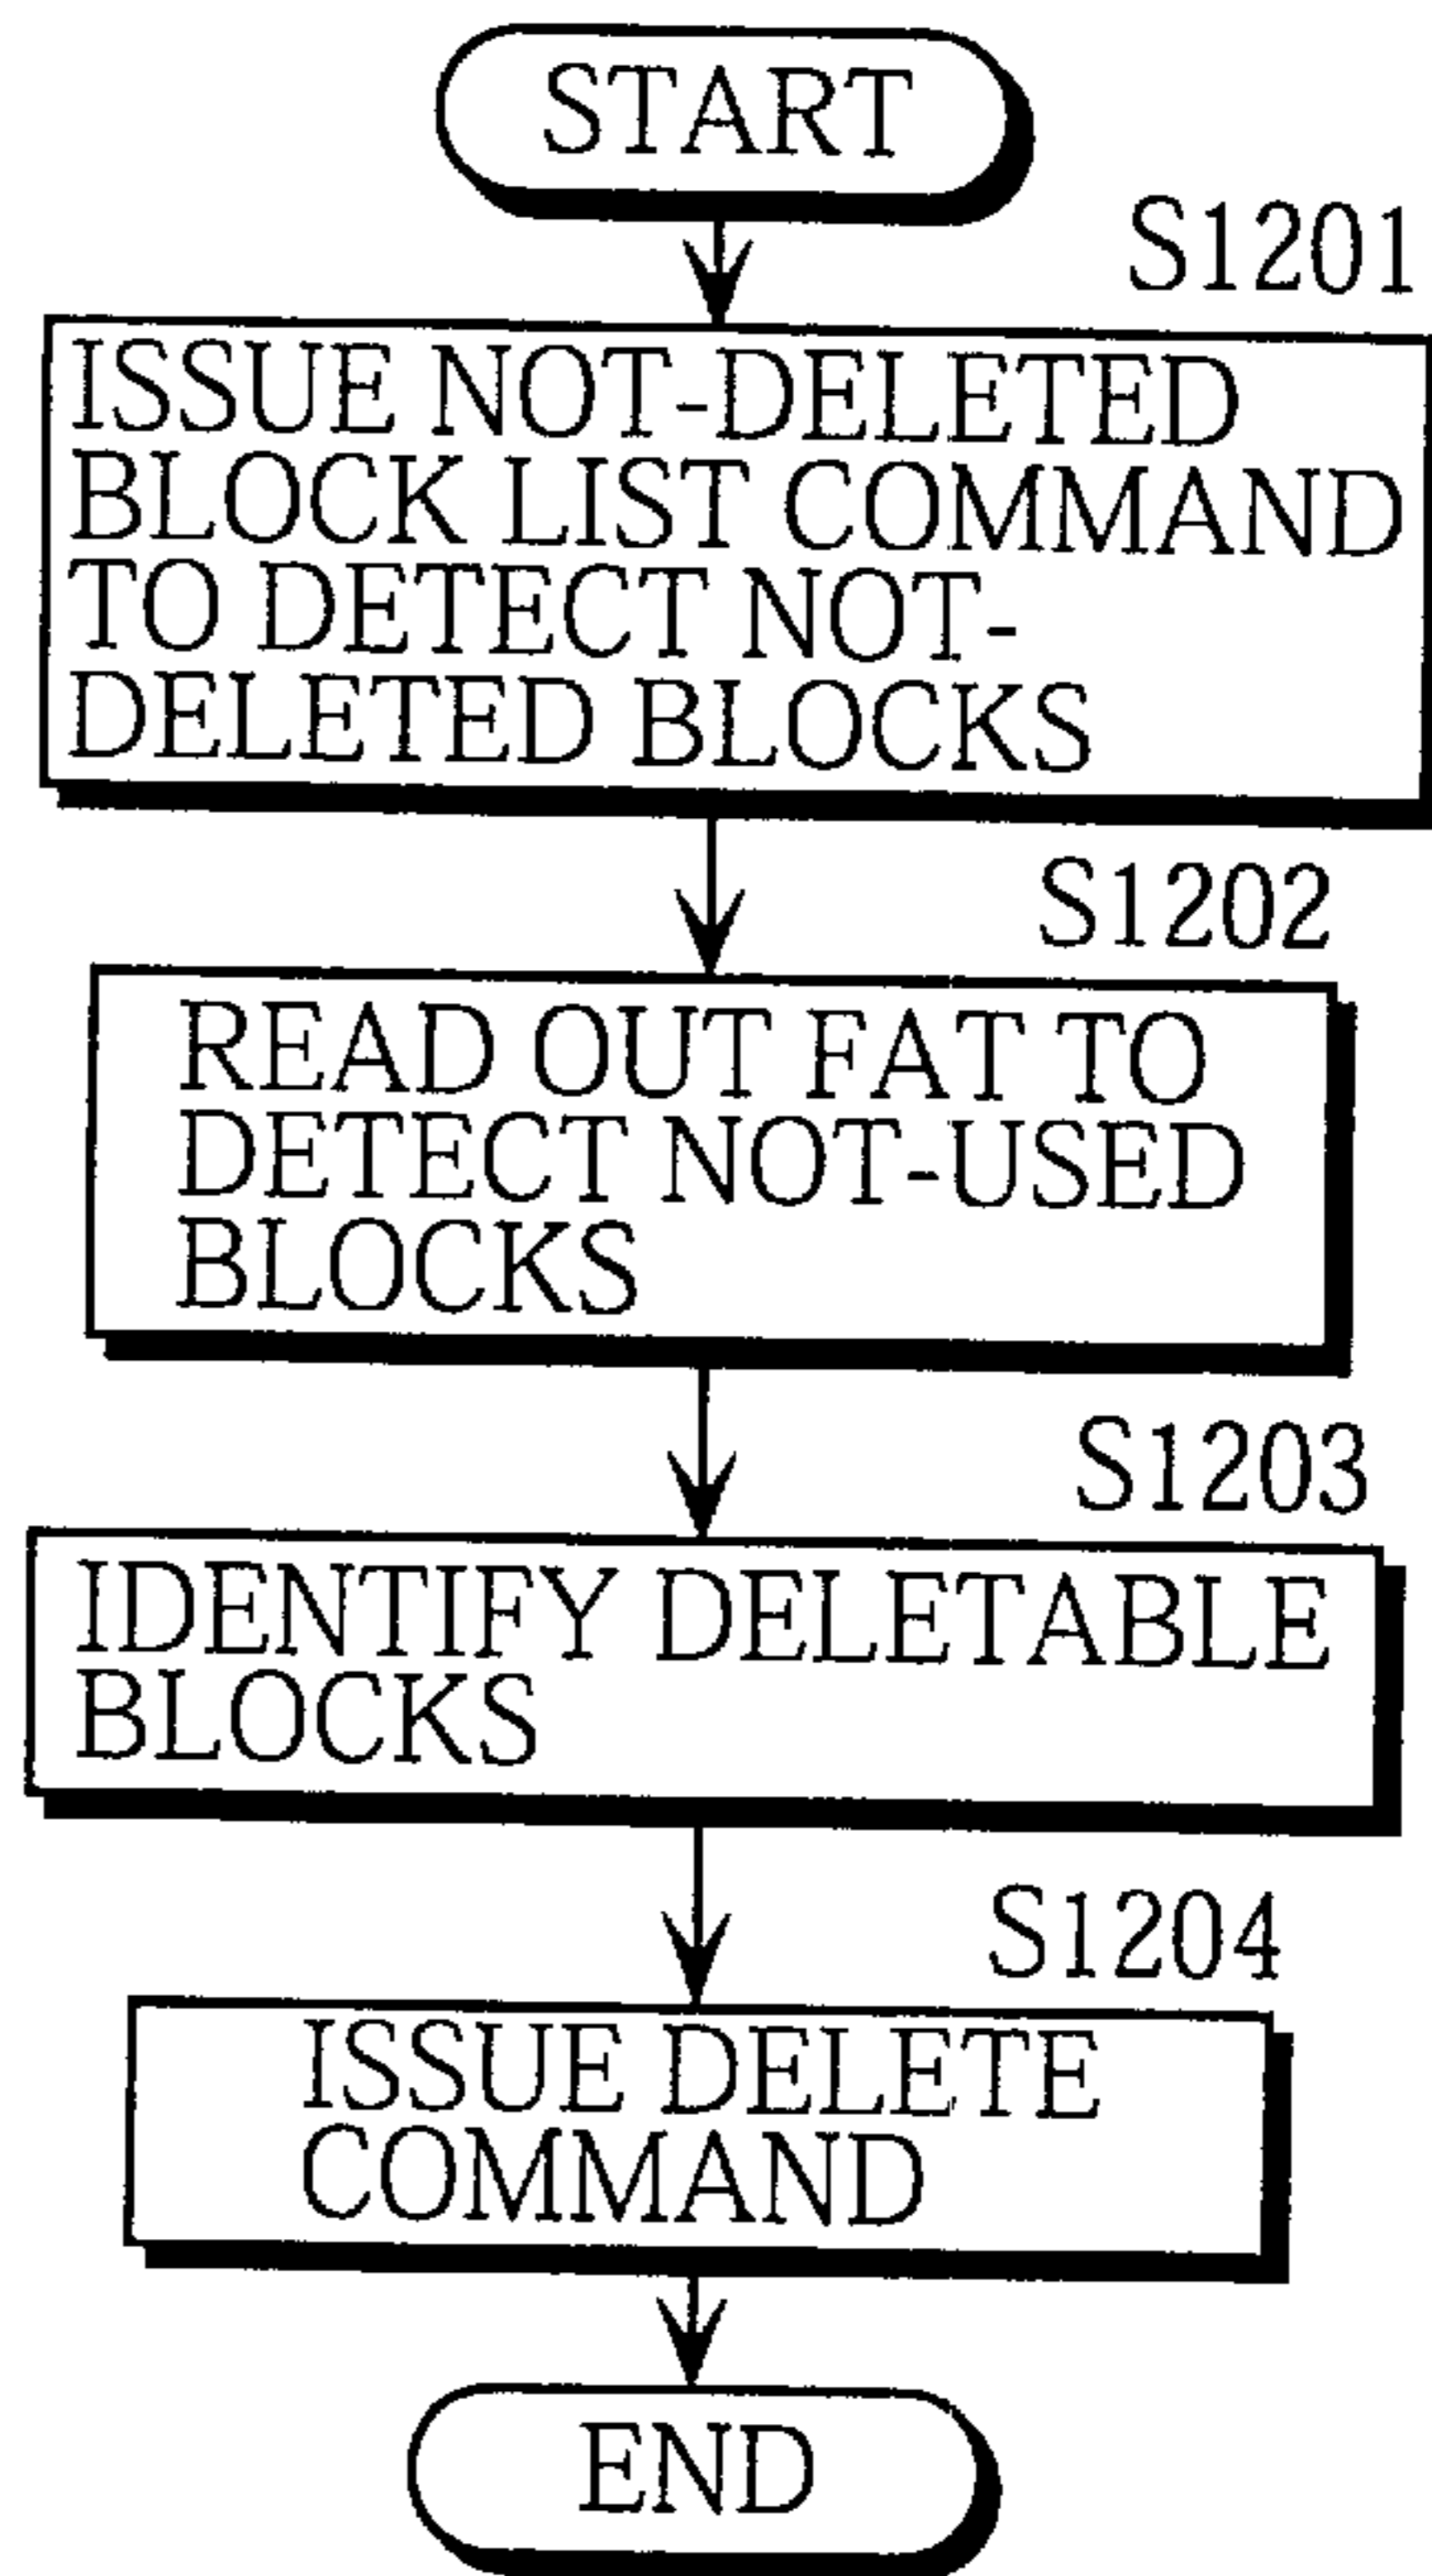 START
S1201
ISSUE NOT-DELETED
BLOCK LIST COMMAND
TO DETECT NOT-
DELETED BLOCKS
S1202
READ OUT FAT TO
DETECT NOT-USED
BLOCKS
S1203
IDENTIFY DELETABLE
BLOCKS
S1204
ISSUE DELETE
COMMAND
END